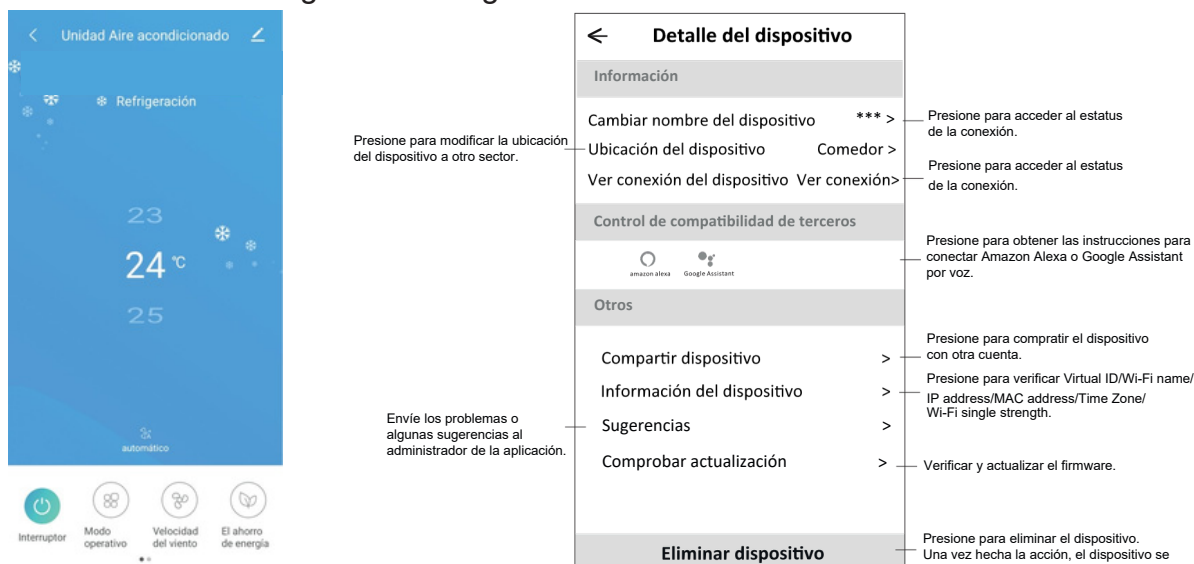 Unidad Aire acondicionado
Refrigeración
23
24 °C
25
automático
Interruptor
Modo
operativo
Velocidad
del viento
El ahorro
de energía
Presione para modificar la ubicación
del dispositivo a otro sector.
Envíe los problemas o
algunas sugerencias al
administrador de la aplicación.
Detalle del dispositivo
Información
Cambiar nombre del dispositivo *** >
Ubicación del dispositivo Comedor >
Ver conexión del dispositivo Ver conexión>
Control de compatibilidad de terceros
amazon alexa Google Assistant
Otros
Compartir dispositivo >
Información del dispositivo >
Sugerencias >
Comprobar actualización >
Eliminar dispositivo
Presione para acceder al estatus
de la conexión.
Presione para acceder al estatus
de la conexión.
Presione para obtener las instrucciones para
conectar Amazon Alexa o Google Assistant
por voz.
Presione para compratir el dispositivo
con otra cuenta.
Presione para verificar Virtual ID/Wi-Fi name/
IP address/MAC address/Time Zone/
Wi-Fi single strength.
Verificar y actualizar el firmware.
Presione para eliminar el dispositivo.
Una vez hecha la acción, el dispositivo se